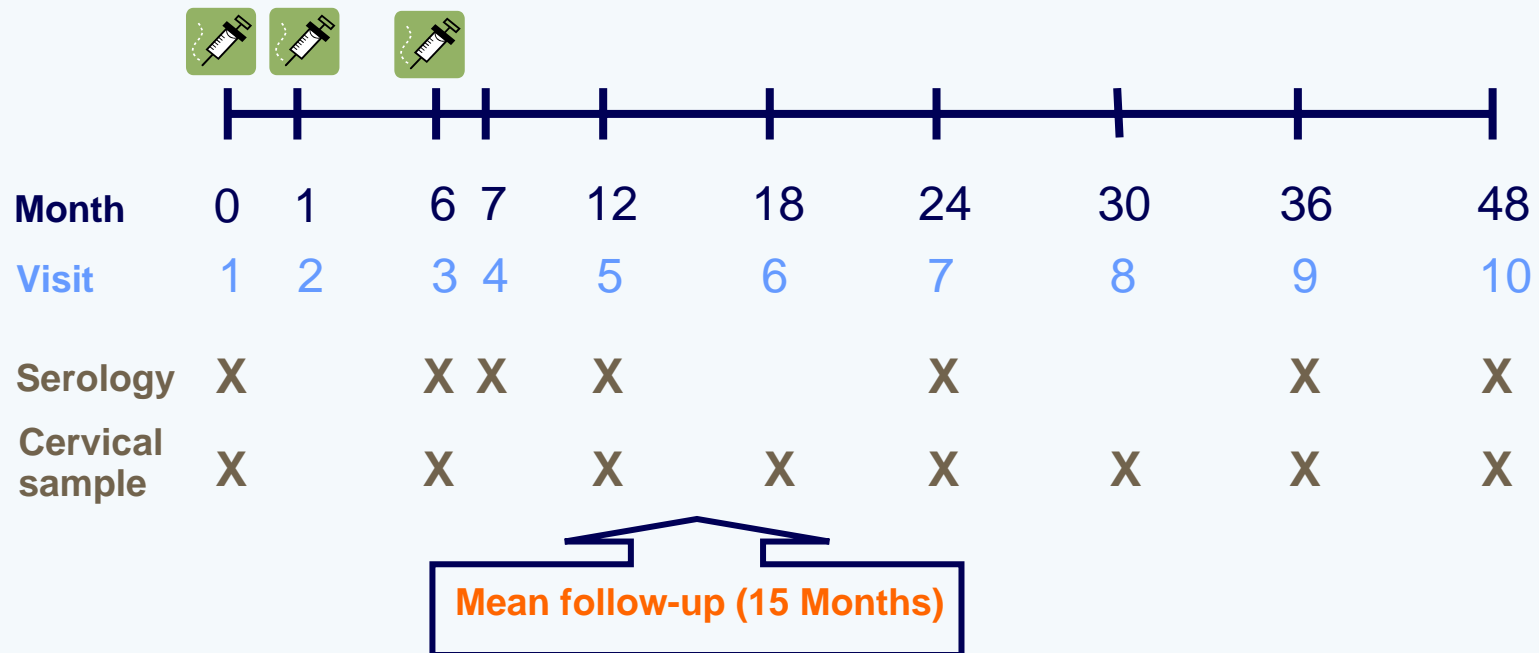 Month 0 1 6 7 12 18 24 30 36 48
Visit 1 2 3 4 5 6 7 8 9 10
Serology X X X X X X X
Cervical
sample X X X X X X X X
Mean follow-up (15 Months)